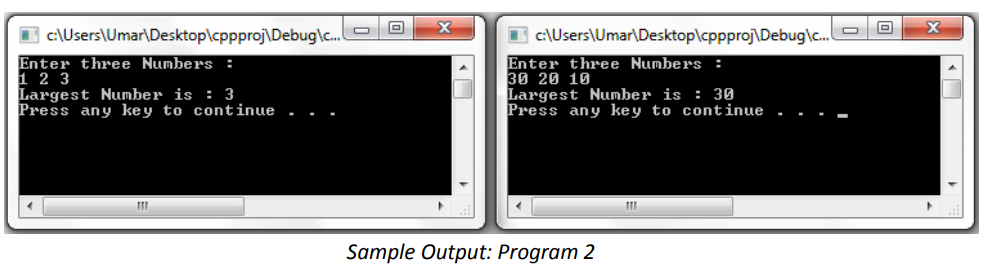 c:\Users\Umar\Desktop\cppproj\Debug\c...
Enter three Numbers :
1 2 3
Largest Number is : 3
Press any key to continue . . .
c:\Users\Umar\Desktop\cppproj\Debug\c...
Enter three Numbers :
30 20 10
Largest Number is : 30
Press any key to continue . . . _
Sample Output: Program 2